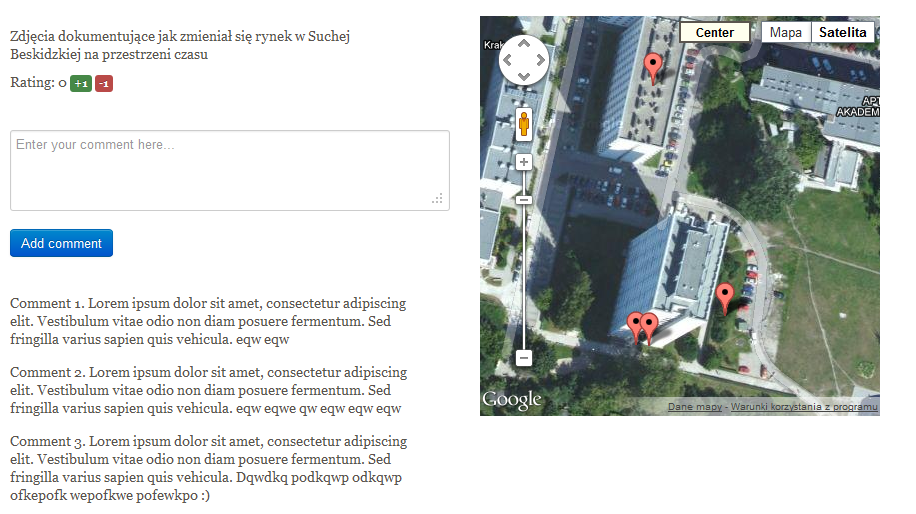 Zdjęcia dokumentujące jak zmieniał się rynek w Suchej
Beskidzkiej na przestrzeni czasu
Rating: 0 +1 -1
Enter your comment here...
Add comment
Comment 1. Lorem ipsum dolor sit amet, consectetur adipiscing
elit. Vestibulum vitae odio non diam posuere fermentum. Sed
fringilla varius sapien quis vehicula. eqw eqw
Comment 2. Lorem ipsum dolor sit amet, consectetur adipiscing
elit. Vestibulum vitae odio non diam posuere fermentum. Sed
fringilla varius sapien quis vehicula. eqw eqwe qw eqw eqw eqw
Comment 3. Lorem ipsum dolor sit amet, consectetur adipiscing
elit. Vestibulum vitae odio non diam posuere fermentum. Sed
fringilla varius sapien quis vehicula. Dqwdkq podkqwp odkqwp
ofkepofk wepofkwe pofewkpo :)
Center Mapa Satelita
Krak
APT
AKADEM
Google
Dane mapy - Warunki korzystania z programu